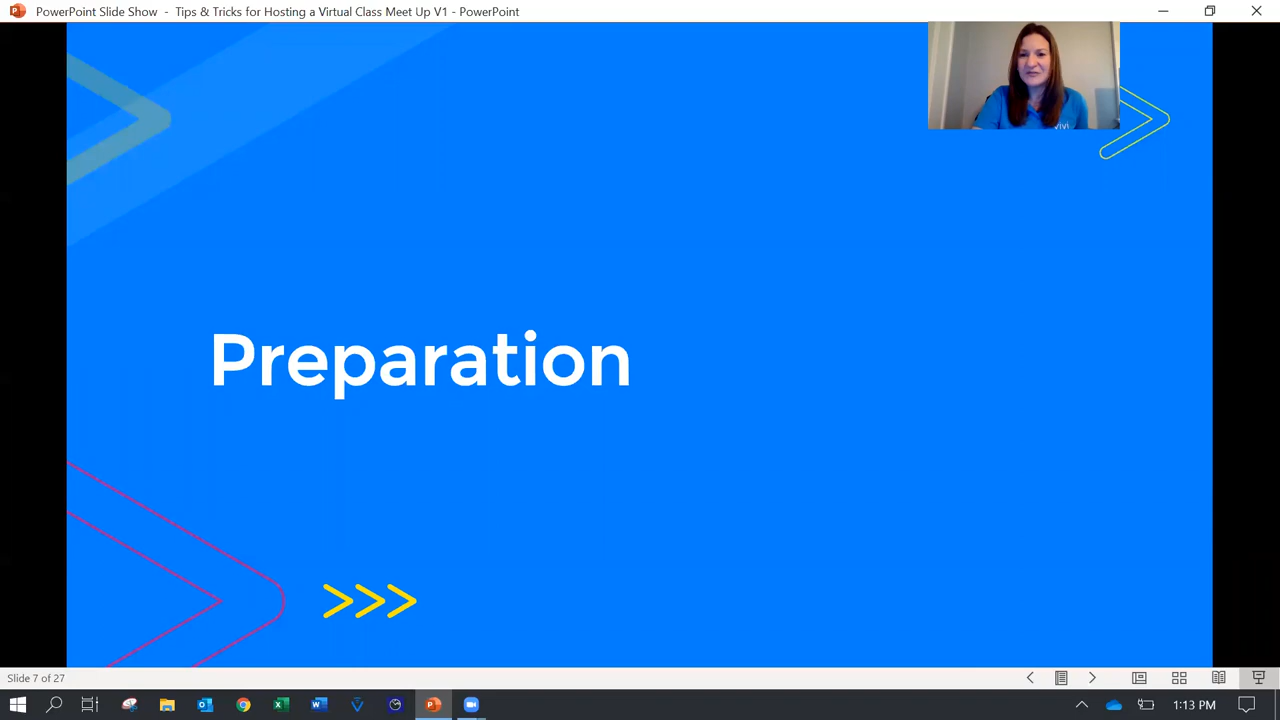 PowerPoint Slide Show - Tips & Tricks for Hosting a Virtual Class Meet Up V1 - PowerPoint
vivi
Preparation
Slide 7 of 27
1:13 PM